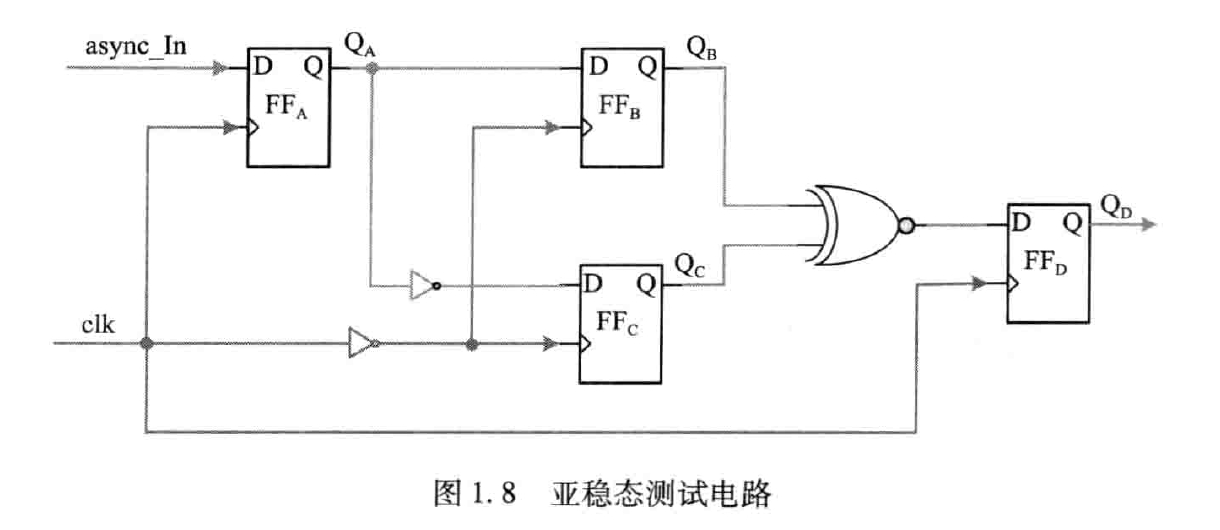 async_In
Q_A
Q_B
D Q
FF_A
D Q
FF_B
Q_C
Q_D
D Q
FF_D
D Q
FF_C
clk
图 1.8 亚稳态测试电路